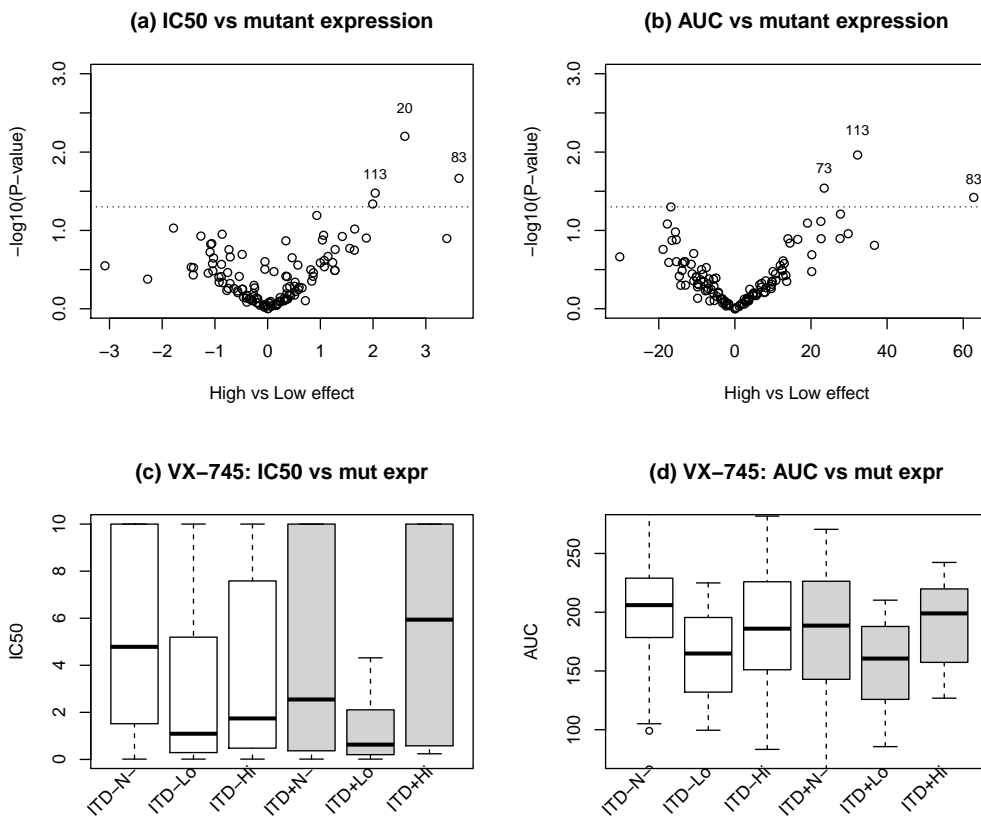 (a) IC50 vs mutant expression
3.0
2.0
1.0
0.0
−log10(P-value)
20
83
113
−3 −2 −1 0 1 2 3
High vs Low effect
(b) AUC vs mutant expression
3.0
2.0
1.0
0.0
−log10(P-value)
113
73
83
−20 0 20 40 60
High vs Low effect
(c) VX−745: IC50 vs mut expr
10
8
6
4
2
0
IC50
ITD−N− ITD−Lo ITD−Hi ITD+N− ITD+Lo ITD+Hi
(d) VX−745: AUC vs mut expr
250
200
150
100
AUC
ITD−N− ITD−Lo ITD−Hi ITD+N− ITD+Lo ITD+Hi